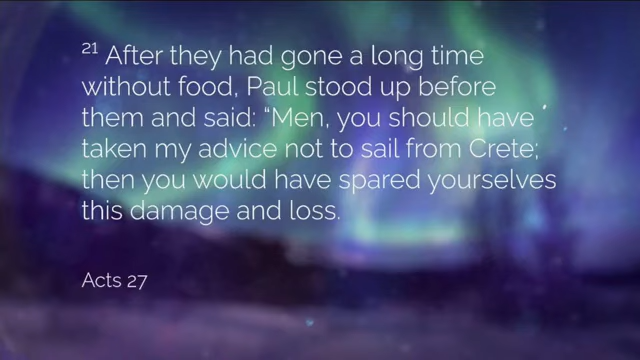 21 After they had gone a long time
without food, Paul stood up before
them and said: “Men, you should have
taken my advice not to sail from Crete;
then you would have spared yourselves
this damage and loss.
Acts 27